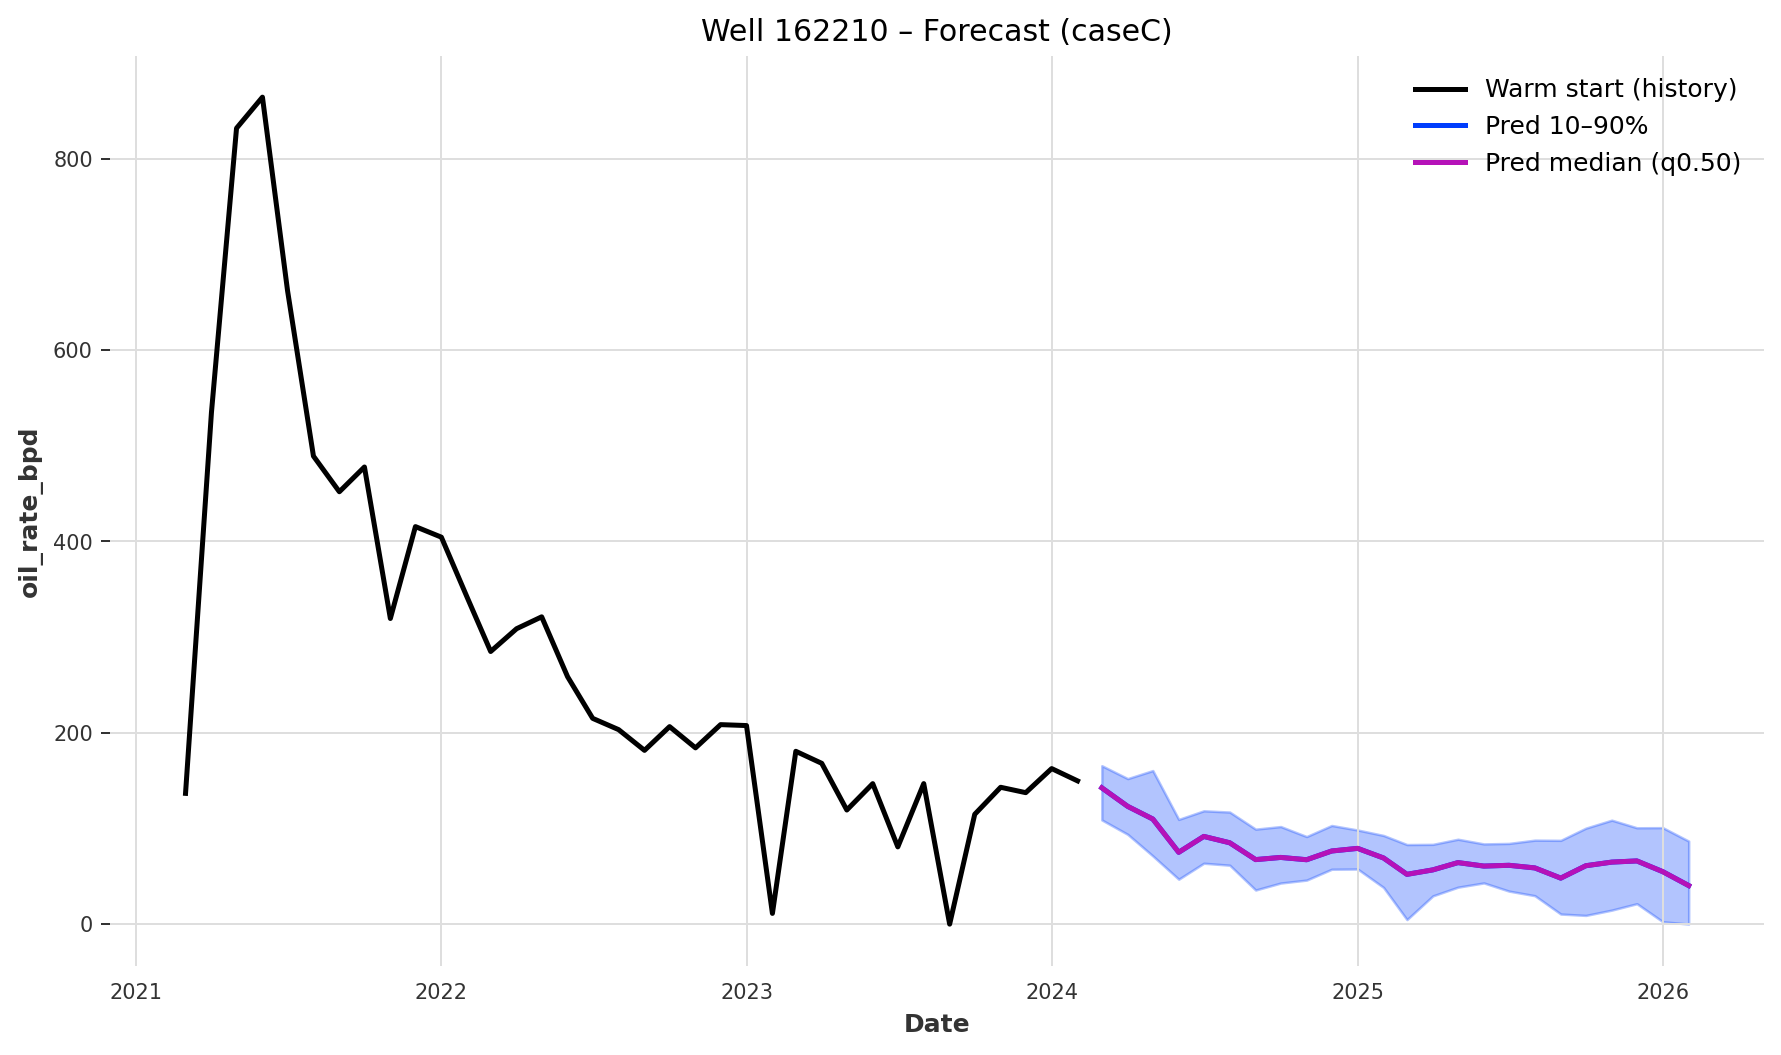 Well 162210 – Forecast (caseC)
Warm start (history)
Pred 10–90%
Pred median (q0.50)
oil_rate_bpd
800
600
400
200
0
2021
2022
2023
2024
2025
2026
Date